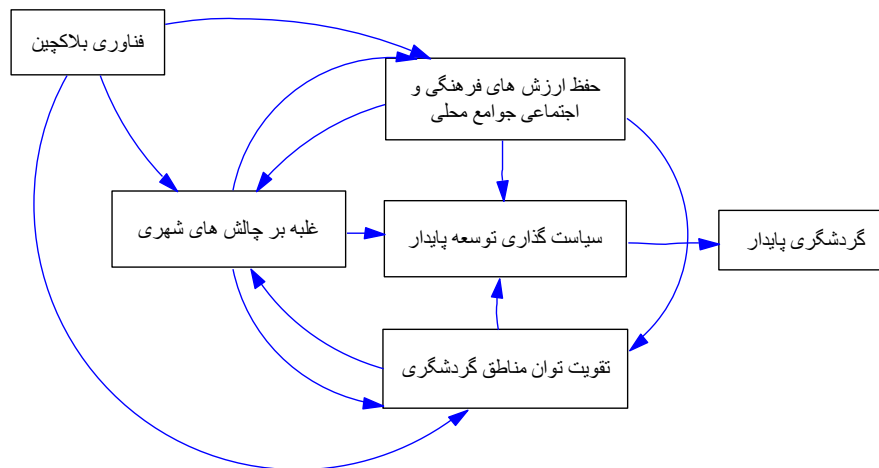 فناوری بلاکچین
حفظ ارزش های فرهنگی و
اجتماعی جوامع محلی
غلبه بر چالش های شهری
سیاست گذاری توسعه پایدار
گردشگری پایدار
تقویت توان مناطق گردشگری